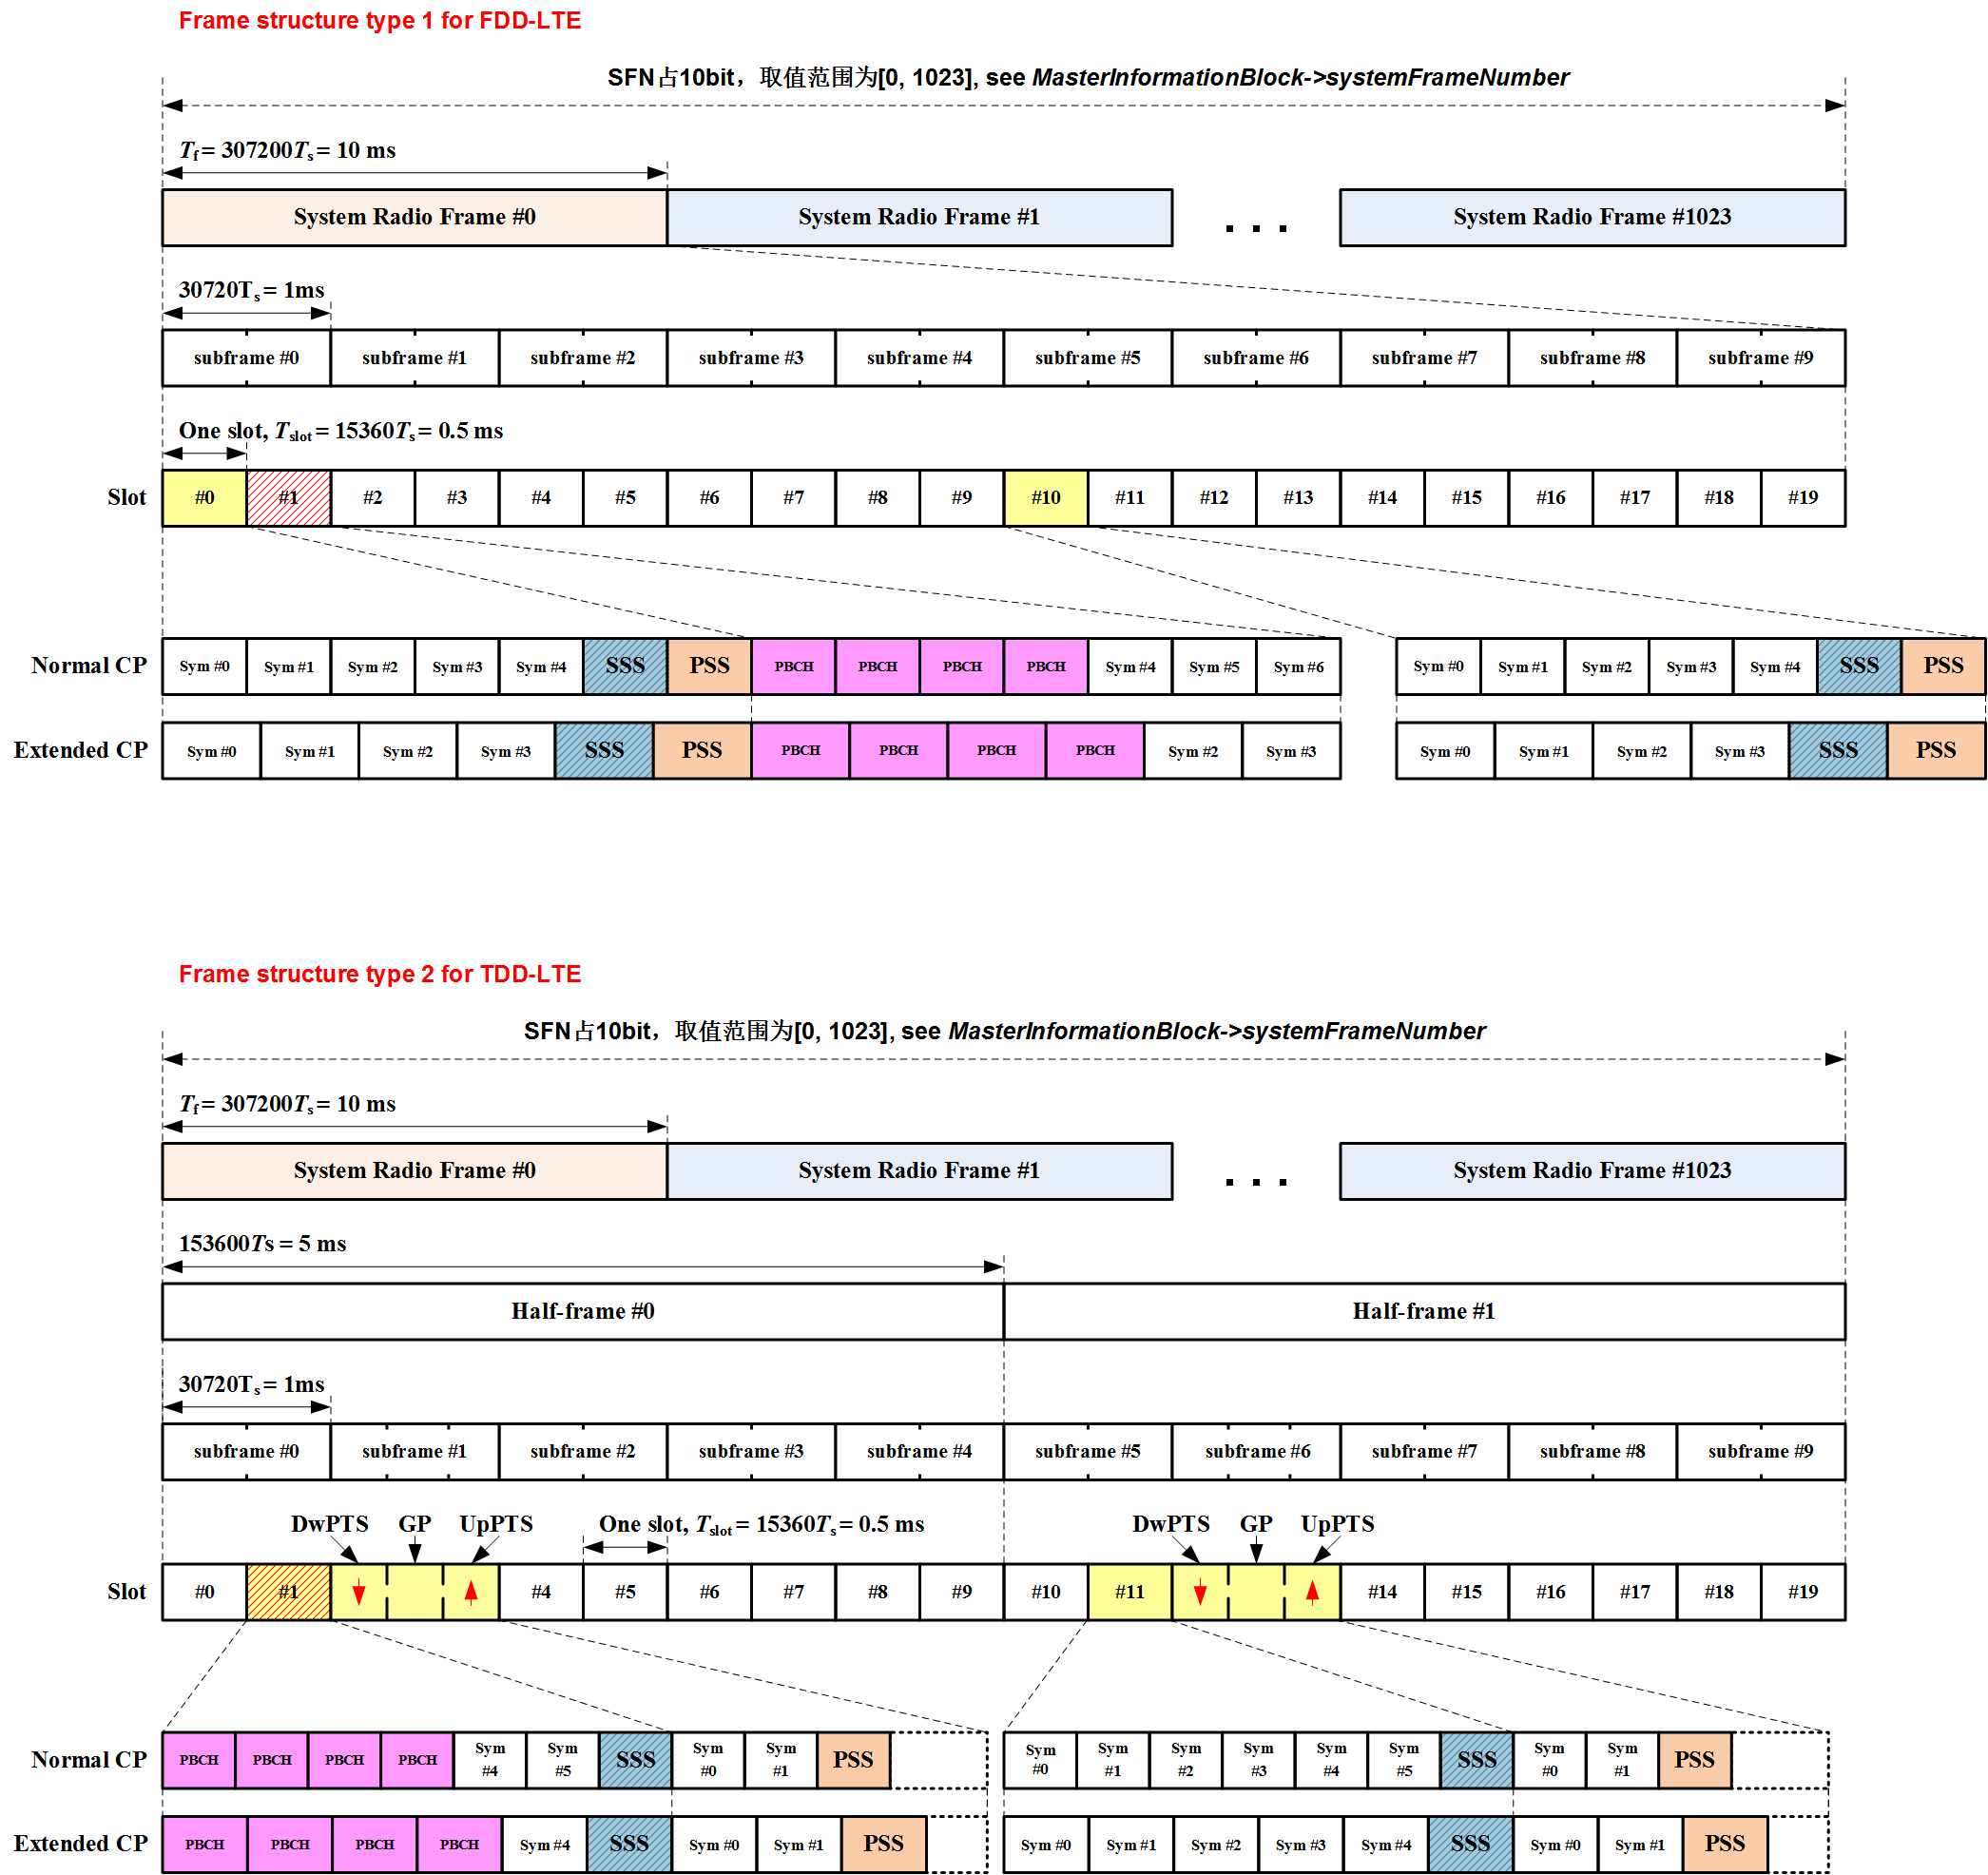 Frame structure type 1 for FDD-LTE
SFN占10bit，取值范围为[0, 1023], see MasterInformationBlock->systemFrameNumber
Tf = 307200Ts = 10 ms
System Radio Frame #0 System Radio Frame #1 . . . System Radio Frame #1023
30720Ts = 1ms
subframe #0 subframe #1 subframe #2 subframe #3 subframe #4 subframe #5 subframe #6 subframe #7 subframe #8 subframe #9
One slot, Tslot = 15360Ts = 0.5 ms
Slot #0 #1 #2 #3 #4 #5 #6 #7 #8 #9 #10 #11 #12 #13 #14 #15 #16 #17 #18 #19
Normal CP Sym #0 Sym #1 Sym #2 Sym #3 Sym #4 SSS PSS PBCH PBCH PBCH PBCH Sym #4 Sym #5 Sym #6 Sym #0 Sym #1 Sym #2 Sym #3 Sym #4 SSS PSS
Extended CP Sym #0 Sym #1 Sym #2 Sym #3 SSS PSS PBCH PBCH PBCH PBCH Sym #2 Sym #3 Sym #0 Sym #1 Sym #2 Sym #3 SSS PSS
Frame structure type 2 for TDD-LTE
SFN占10bit，取值范围为[0, 1023], see MasterInformationBlock->systemFrameNumber
Tf = 307200Ts = 10 ms
System Radio Frame #0 System Radio Frame #1 . . . System Radio Frame #1023
153600Ts = 5 ms
Half-frame #0 Half-frame #1
30720Ts = 1ms
subframe #0 subframe #1 subframe #2 subframe #3 subframe #4 subframe #5 subframe #6 subframe #7 subframe #8 subframe #9
DwPTS GP UpPTS One slot, Tslot = 15360Ts = 0.5 ms DwPTS GP UpPTS
Slot #0 #1 #4 #5 #6 #7 #8 #9 #10 #11 #14 #15 #16 #17 #18 #19
Normal CP PBCH PBCH PBCH PBCH Sym #4 Sym #5 SSS Sym #0 Sym #1 PSS Sym #0 Sym #1 Sym #2 Sym #3 Sym #4 Sym #5 SSS Sym #0 Sym #1 PSS
Extended CP PBCH PBCH PBCH PBCH Sym #4 SSS Sym #0 Sym #1 PSS Sym #0 Sym #1 Sym #2 Sym #3 Sym #4 SSS Sym #0 Sym #1 PSS